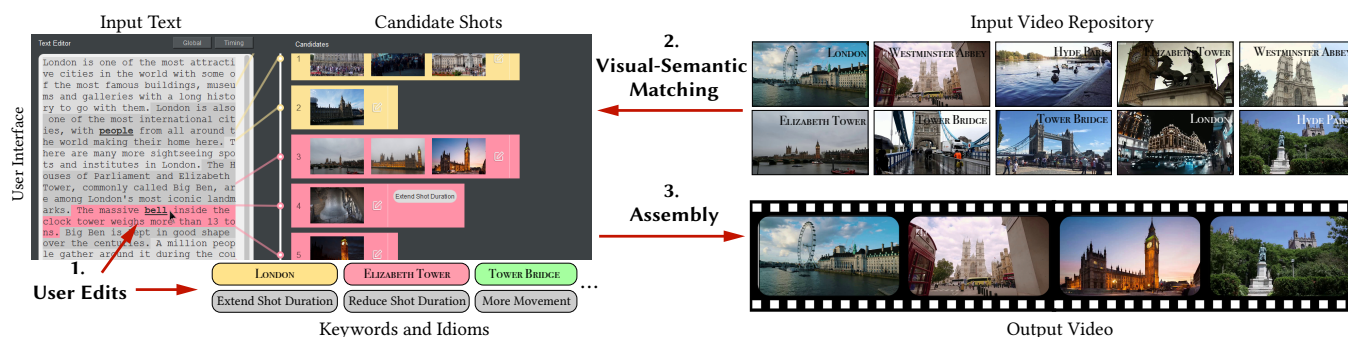 Input Text
Candidate Shots
Input Video Repository
User Interface
Text Editor
Global
Timing
Candidates
London is one of the most attracti
ve cities in the world with some o
f the most famous buildings, museu
ms and galleries with a long histo
ry to go with them. London is also
one of the most international cit
ies, with people from all around t
he world making their home here. T
here are many more sightseeing spo
ts and institutes in London. The H
ouses of Parliament and Elizabeth
Tower, commonly called Big Ben, ar
e among London's most iconic landm
arks. The massive bell inside the
clock tower weighs more than 13 to
ns. Big Ben is kept in good shape
over the centuries. A million peop
le gather around it during the cou
1
2
3
4
Extend Shot Duration
5
2.
Visual-Semantic
Matching
London
Westminster Abbey
Hyde Park
Elizabeth Tower
Westminster Abbey
Elizabeth Tower
Tower Bridge
Tower Bridge
London
Hyde Park
3.
Assembly
1.
User Edits
London
Elizabeth Tower
Tower Bridge
Extend Shot Duration
Reduce Shot Duration
More Movement
...
Keywords and Idioms
Output Video